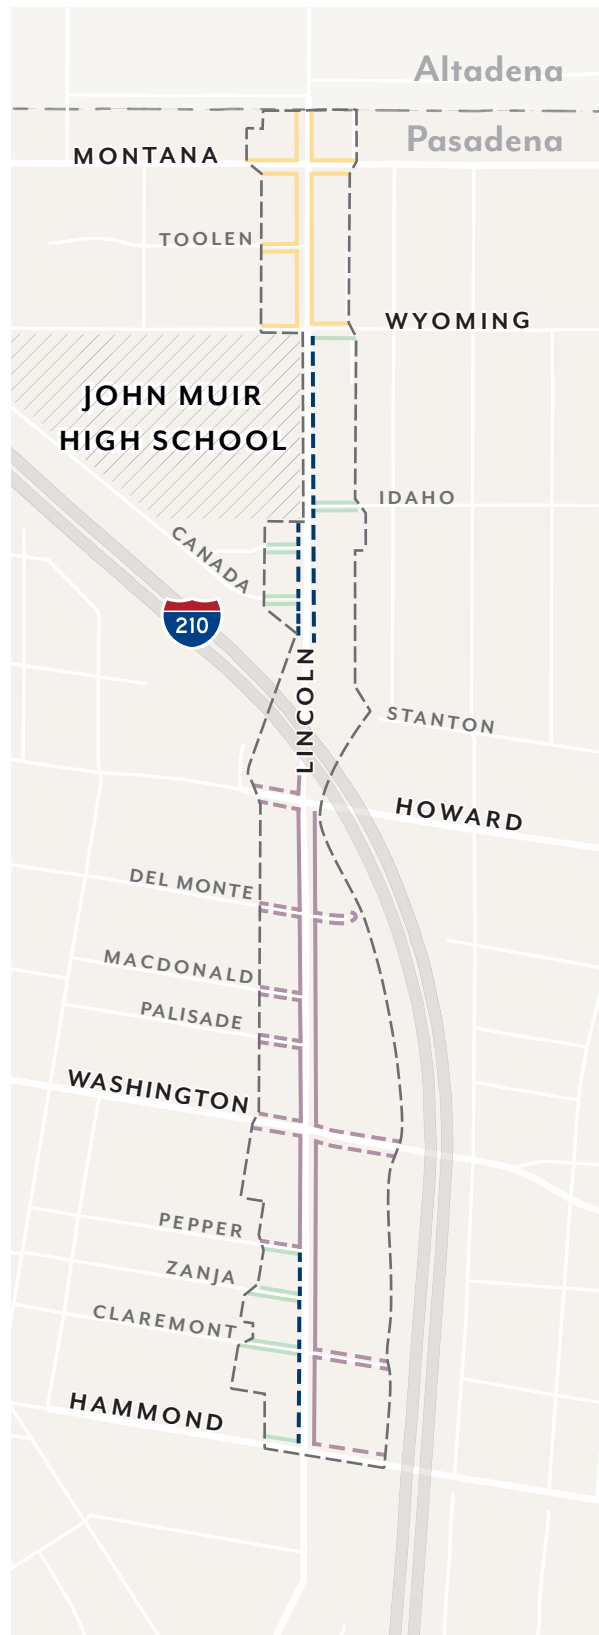 Altadena
Pasadena
MONTANA
TOOLEN
WYOMING
JOHN MUIR
HIGH SCHOOL
IDAHO
CANADA
210
LINCOLN
STANTON
HOWARD
DEL MONTE
MACDONALD
PALISADE
WASHINGTON
PEPPER
ZANJA
CLAREMONT
HAMMOND